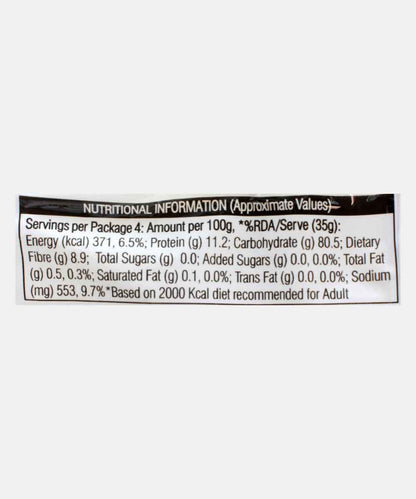 NUTRITIONAL INFORMATION (Approximate Values)
Servings per Package 4: Amount per 100g, *%RDA/Serve (35g):
Energy (kcal) 371, 6.5%; Protein (g) 11.2; Carbohydrate (g) 80.5; Dietary
Fibre (g) 8.9; Total Sugars (g) 0.0; Added Sugars (g) 0.0, 0.0%; Total Fat
(g) 0.5, 0.3%; Saturated Fat (g) 0.1, 0.0%; Trans Fat (g) 0.0, 0.0%; Sodium
(mg) 553, 9.7%*Based on 2000 Kcal diet recommended for Adult